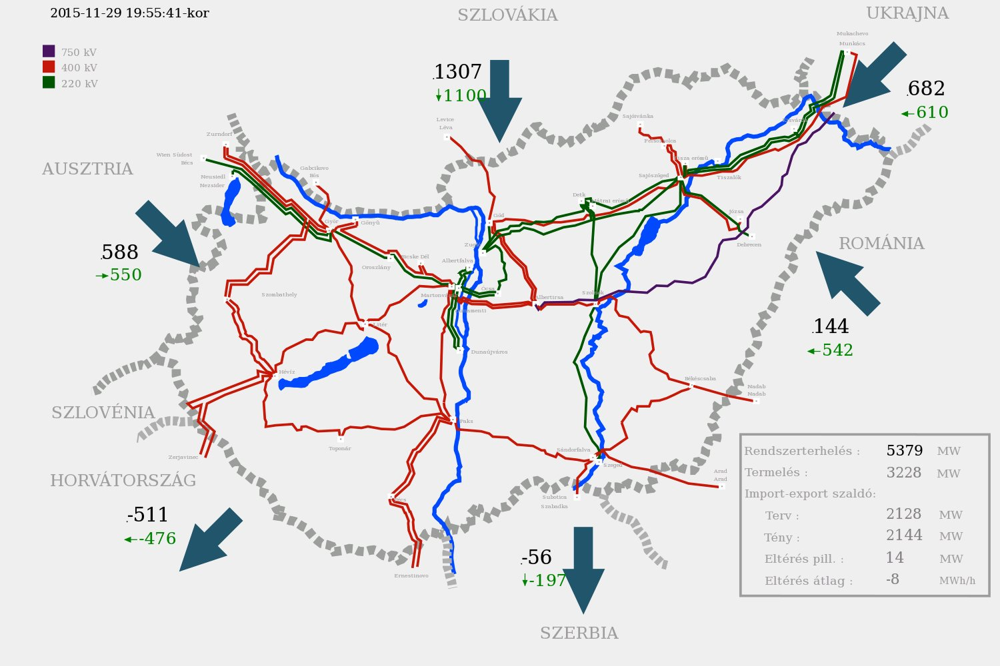 2015-11-29 19:55:41-kor
SZLOVÁKIA
UKRAJNA
750 kV
400 kV
220 kV
Mukachevo
Munkács
1307
1100
682
610
Levice
Léva
Sajóivánka
Felsőzsolca
Zurndorf
Wien Südost
Bécs
AUSZTRIA
Neusiedl
Nezsider
Gabcikovo
Bős
Tisza erőmű
Sajószöged
Tiszalök
Detk
Mátrai erőmű
Győr
Gönyű
Göd
Józsa
Debrecen
ROMÁNIA
588
550
Zugló
Bicske Dél
Albertfalva
Oroszlány
Ócsa
Szombathely
Martonvásár
Dunamenti
Albertirsa
Szolnok
144
542
Litér
Dunaújváros
Hévíz
Békéscsaba
Nadab
Nadab
SZLOVÉNIA
Paks
Toponár
Zerjavinec
Sándorfalva
Szeged
Arad
Arad
HORVÁTORSZÁG
Subotica
Szabadka
Pécs
-511
-476
Ernestinovo
-56
-197
SZERBIA
Rendszerterhelés : 5379 MW
Termelés : 3228 MW
Import-export szaldó:
Terv : 2128 MW
Tény : 2144 MW
Eltérés pill. : 14 MW
Eltérés átlag : -8 MWh/h